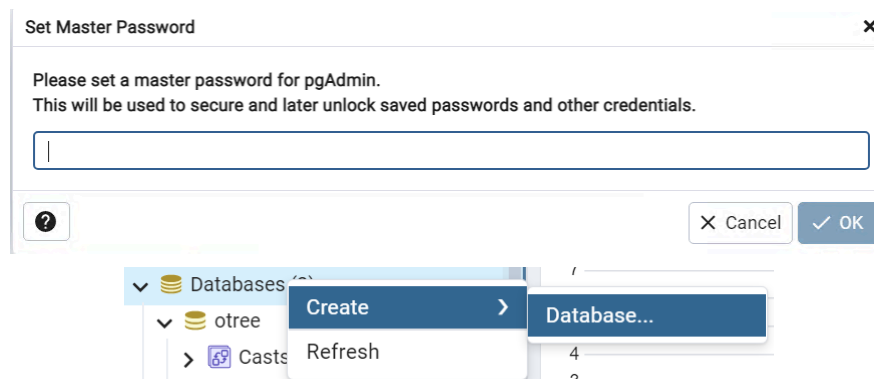 Set Master Password
Please set a master password for pgAdmin.
This will be used to secure and later unlock saved passwords and other credentials.
Cancel
OK
Databases
Create
Database...
otree
Refresh
Casts
4